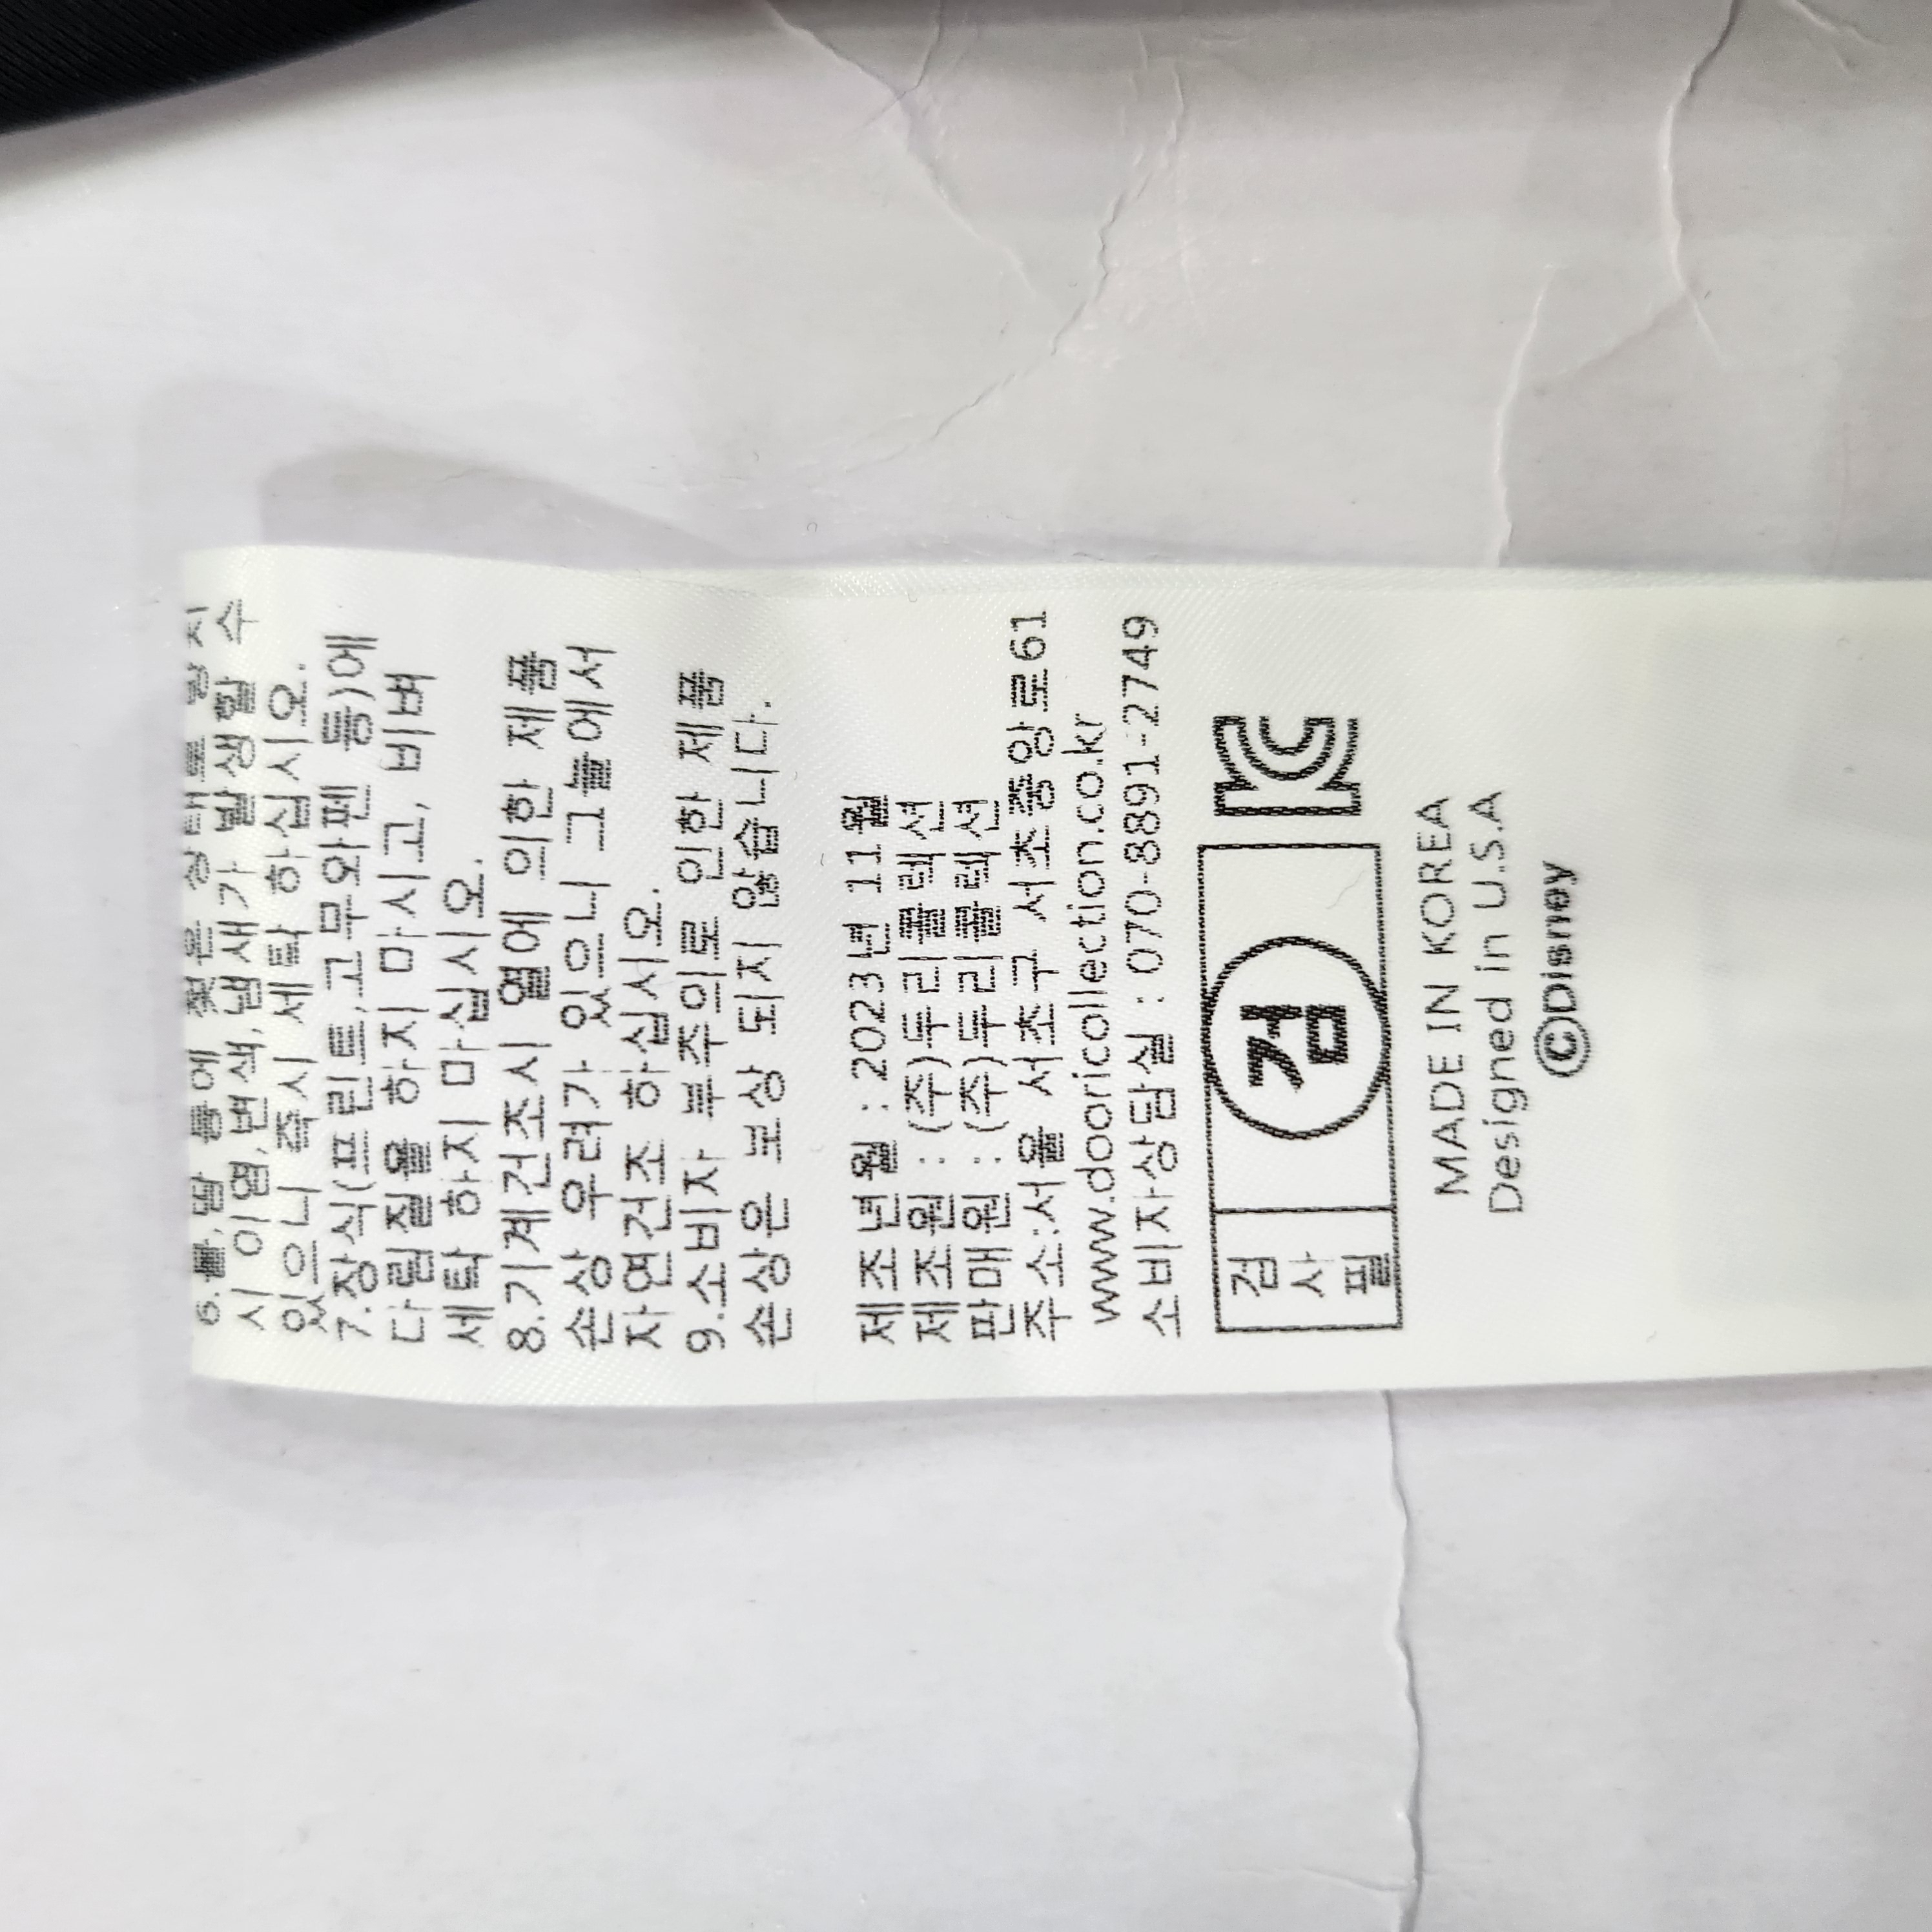 6.물,땀 등에 젖은 상태로 방치
시 이염,변색,냄새가 발생할 수
있으니 즉시 세탁 하십시오.
7.장식(프린트,고무와펜 등)에
다림질을 하지 마시고, 비벼
세탁 하지 마십시오.
8.기계건조시 열에 의한 제품
손상 우려가 있으니 그늘에서
자연건조 하십시오.
9.소비자 부주의로 인한 제품
손상은 보상 되지 않습니다.
제조년월 : 2023년 11월
제조원 : (주)두리콜렉션
판매원 : (주)두리콜렉션
주소:서울 서초구 서초중앙로61
www.dooricollection.co.kr
소비자상담실 : 070-8891-2749
검사필 검 KC
MADE IN KOREA
Designed in U.S.A
©Disney